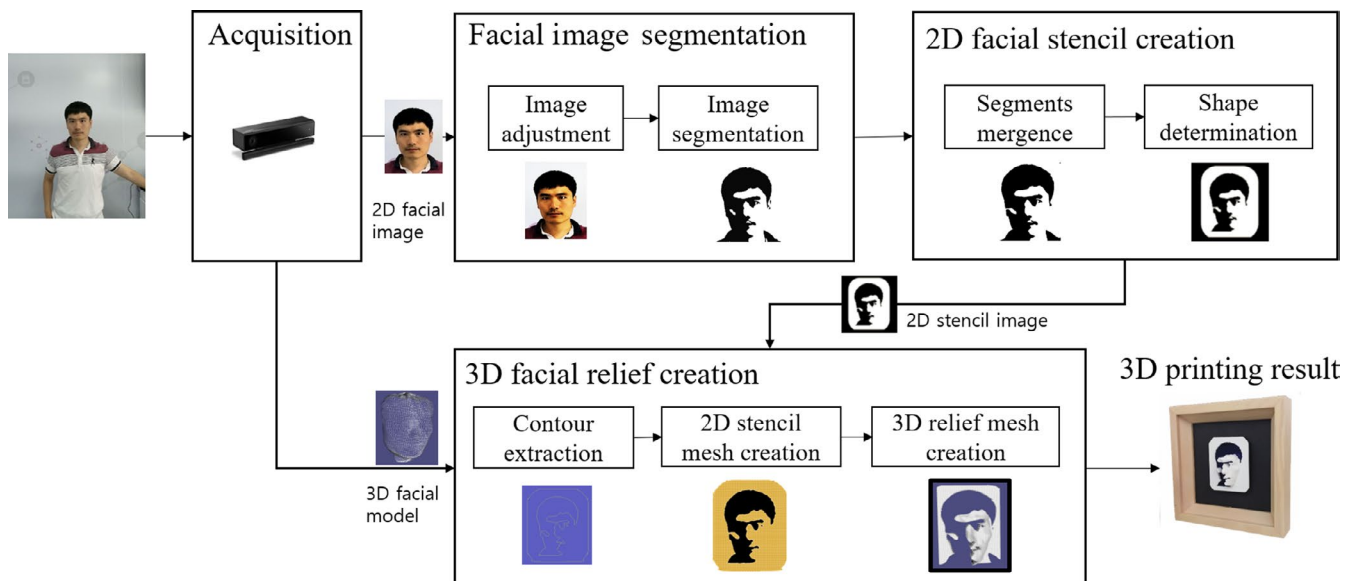 Acquisition
2D facial
image
Facial image segmentation
Image
adjustment
Image
segmentation
2D facial stencil creation
Segments
mergence
Shape
determination
2D stencil image
3D facial
model
3D facial relief creation
Contour
extraction
2D stencil
mesh creation
3D relief mesh
creation
3D printing result